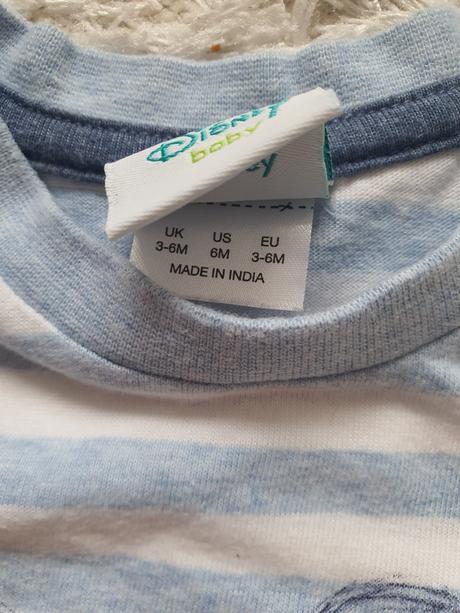 Disney
baby
UK US EU
3-6M 6M 3-6M
MADE IN INDIA